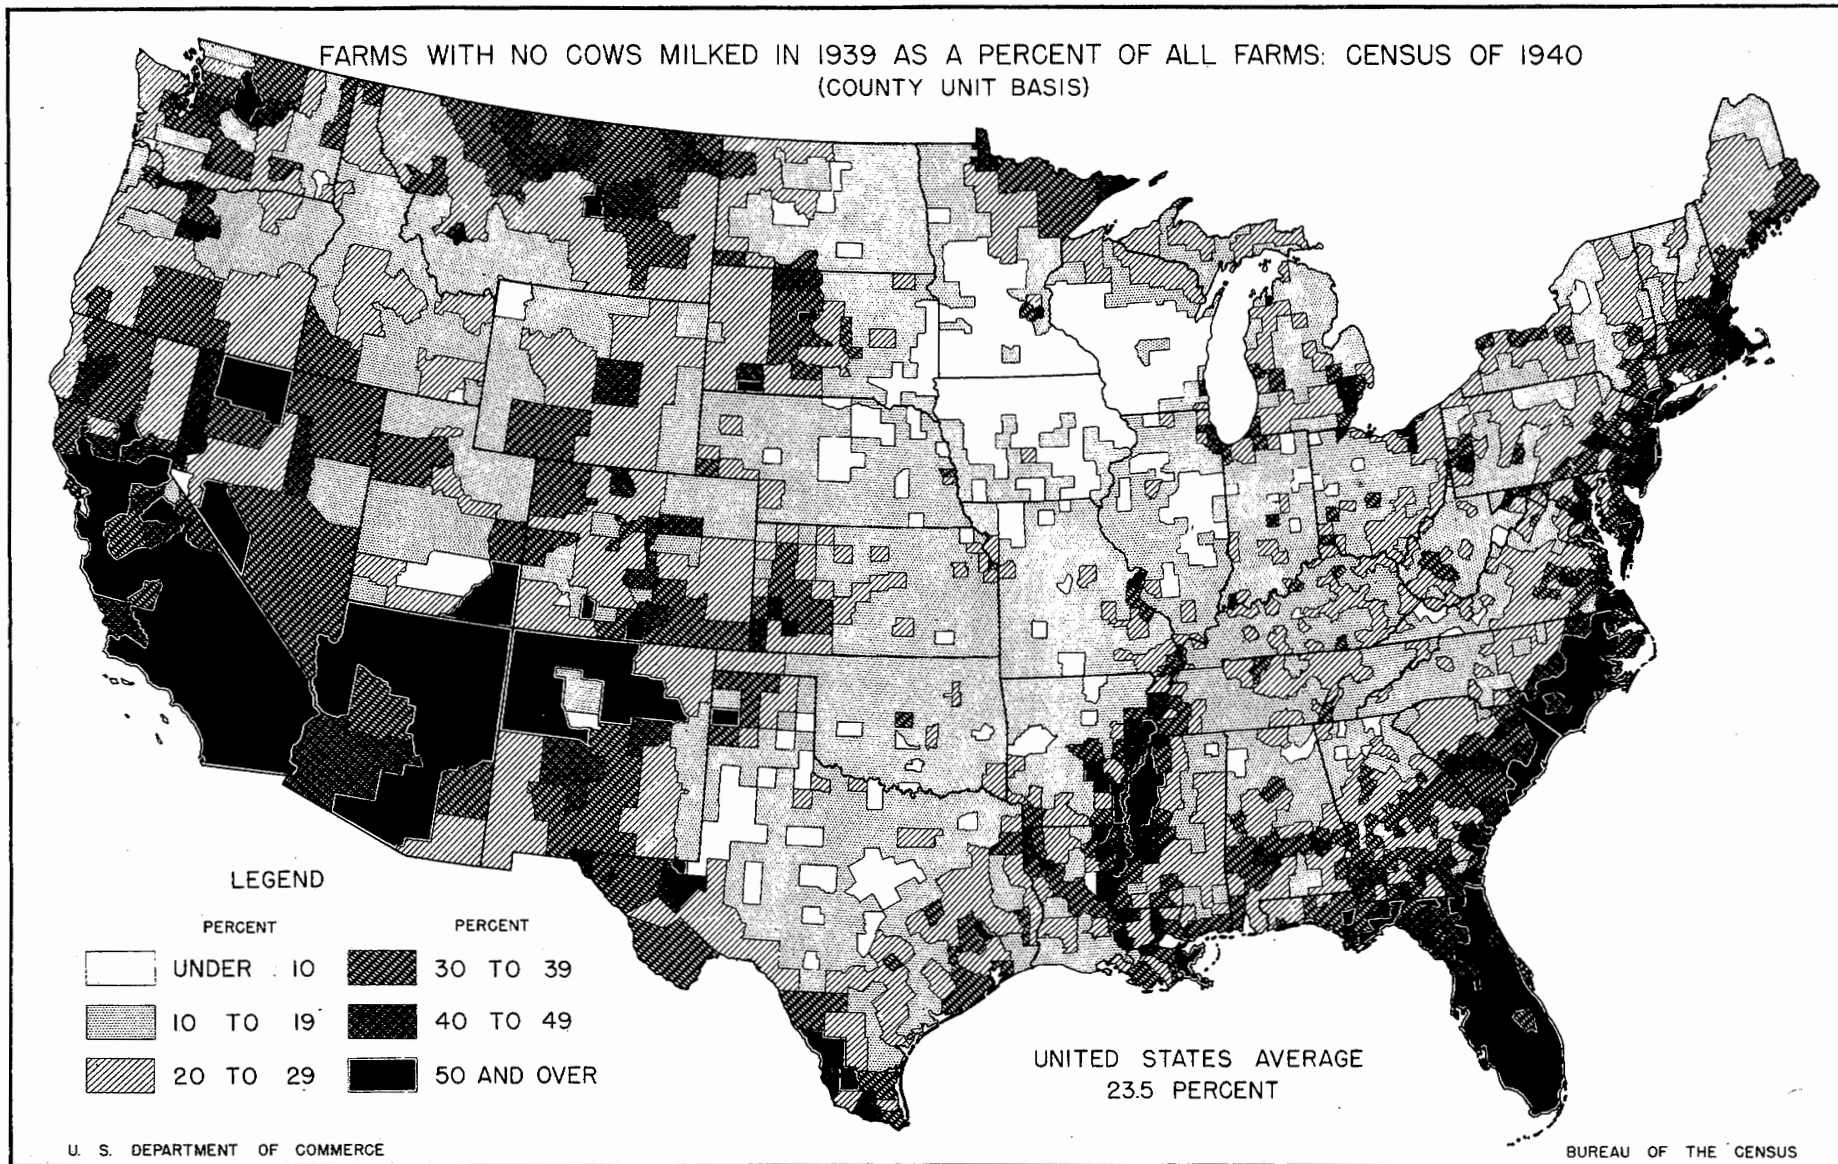 FARMS WITH NO COWS MILKED IN 1939 AS A PERCENT OF ALL FARMS: CENSUS OF 1940
(COUNTY UNIT BASIS)
LEGEND
PERCENT
UNDER 10
10 TO 19
20 TO 29
PERCENT
30 TO 39
40 TO 49
50 AND OVER
UNITED STATES AVERAGE
23.5 PERCENT
U. S. DEPARTMENT OF COMMERCE
BUREAU OF THE CENSUS